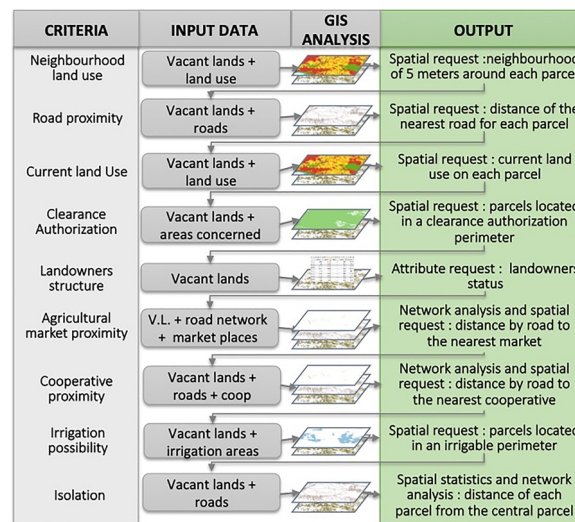 CRITERIA
INPUT DATA
GIS
ANALYSIS
OUTPUT
Neighbourhood
land use
Vacant lands +
land use
Spatial request :neighbourhood
of 5 meters around each parcel
Road proximity
Vacant lands +
roads
Spatial request : distance of the
nearest road for each parcel
Current land Use
Vacant lands +
land use
Spatial request : current land
use on each parcel
Clearance
Authorization
Vacant lands +
areas concerned
Spatial request : parcels located
in a clearance authorization
perimeter
Landowners
structure
Vacant lands
Attribute request : landowners
status
Agricultural
market proximity
V.L. + road network
+ market places
Network analysis and spatial
request : distance by road to
the nearest market
Cooperative
proximity
Vacant lands +
roads + coop
Network analysis and spatial
request : distance by road to
the nearest cooperative
Irrigation
possibility
Vacant lands +
irrigation areas
Spatial request : parcels located
in an irrigable perimeter
Isolation
Vacant lands +
roads
Spatial statistics and network
analysis : distance of each
parcel from the central parcel